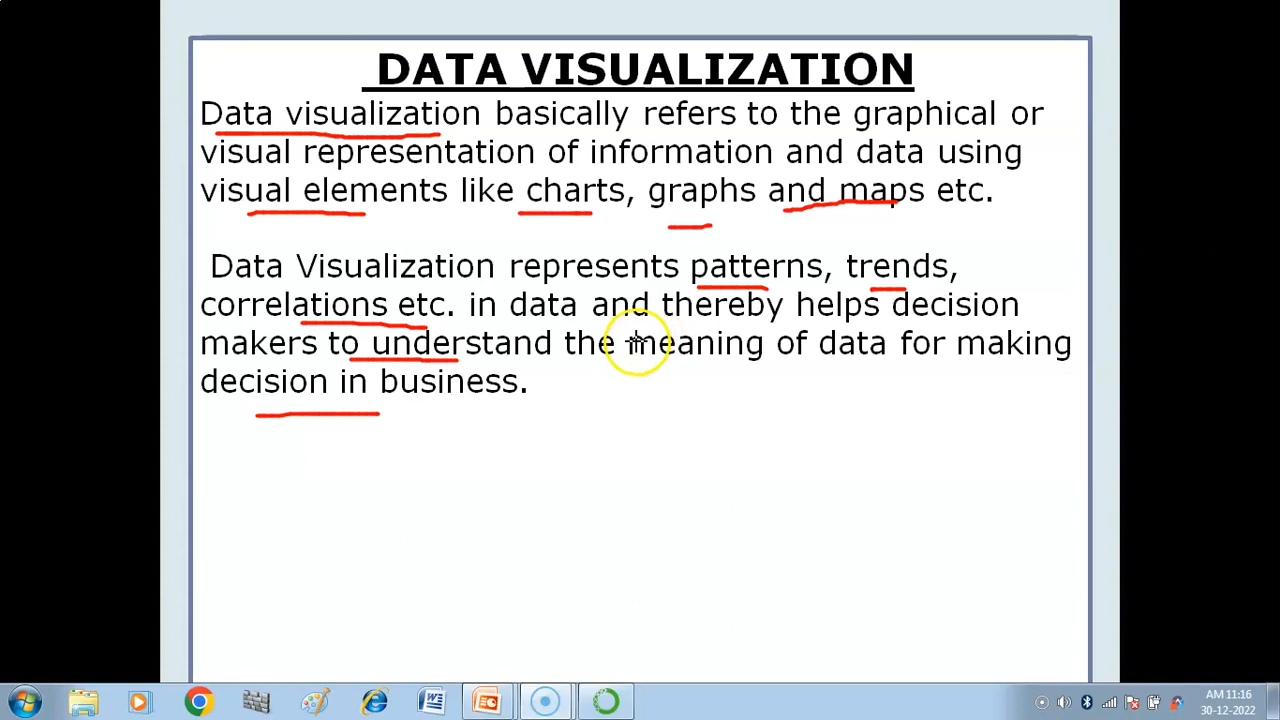 DATA VISUALIZATION
Data visualization basically refers to the graphical or
visual representation of information and data using
visual elements like charts, graphs and maps etc.
Data Visualization represents patterns, trends,
correlations etc. in data and thereby helps decision
makers to understand the meaning of data for making
decision in business.
AM 11:16
30-12-2022